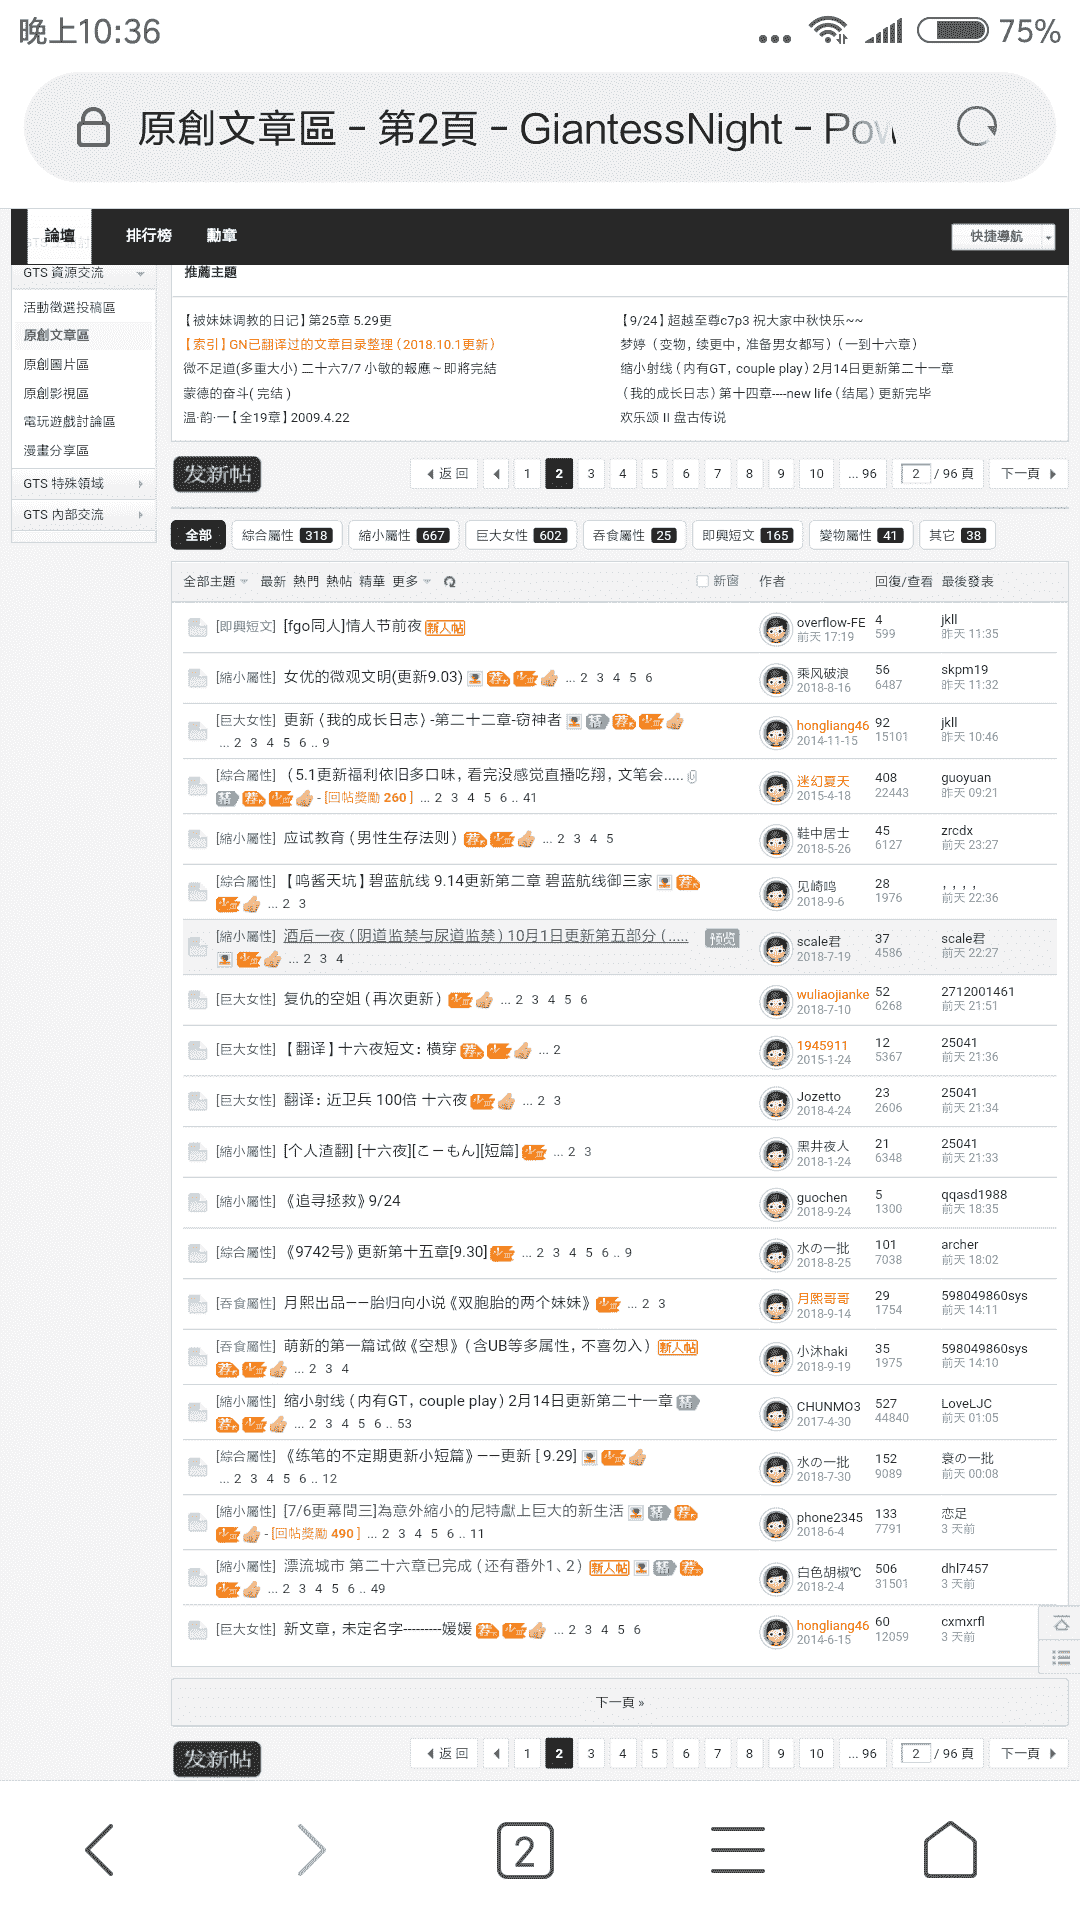 晚上10:36
75%
原創文章區 - 第2頁 - GiantessNight - Pow
論壇 排行榜 勳章 快捷導航
GTS 資源交流
活動徵選投稿區
原創文章區
原創圖片區
原創影視區
電玩遊戲討論區
漫畫分享區
GTS 特殊領域
GTS 內部交流
推薦主題
【被妹妹调教的日记】第25章 5.29更
【9/24】超越至尊c7p3 祝大家中秋快乐~~
【索引】GN已翻译过的文章目录整理（2018.10.1更新）
梦婷（变物, 续更中, 准备男女都写）（一到十六章）
微不足道(多重大小) 二十六7/7 小敏的報應～即將完結
缩小射线（内有GT, couple play）2月14日更新第二十一章
蒙德的奋斗( 完结 )
（我的成长日志）第十四章----new life（结尾）更新完毕
温·韵·一【全19章】2009.4.22
欢乐颂 II 盘古传说
发新帖
返回 1 2 3 4 5 6 7 8 9 10 ... 96 2 / 96 頁 下一頁
全部 綜合屬性 318 縮小屬性 667 巨大女性 602 吞食屬性 25 即興短文 165 變物屬性 41 其它 38
全部主題 最新 熱門 熱帖 精華 更多 新窗 作者 回復/查看 最後發表
[即興短文] [fgo同人]情人节前夜 新人帖 overflow-FE 4 jkll
前天 17:19 599 昨天 11:35
[縮小屬性] 女优的微观文明(更新9.03) ... 2 3 4 5 6 乘风破浪 56 skpm19
2018-8-16 6487 昨天 11:32
[巨大女性] 更新（我的成长日志）-第二十二章-窃神者 hongliang46 92 jkll
... 2 3 4 5 6 .. 9 2014-11-15 15101 昨天 10:46
[綜合屬性] （5.1更新福利依旧多口味, 看完没感觉直播吃翔, 文笔会..... 迷幻夏天 408 guoyuan
- [回帖獎勵 260 ] ... 2 3 4 5 6 .. 41 2015-4-18 22443 昨天 09:21
[縮小屬性] 应试教育（男性生存法则） ... 2 3 4 5 鞋中居士 45 zrcdx
2018-5-26 6127 前天 23:27
[綜合屬性] 【鸣酱天坑】碧蓝航线 9.14更新第二章 碧蓝航线御三家 见崎鸣 28 , , , ,
... 2 3 2018-9-6 1976 前天 22:36
[縮小屬性] 酒后一夜（阴道监禁与尿道监禁）10月1日更新第五部分（..... 预览 scale君 37 scale君
... 2 3 4 2018-7-19 4586 前天 22:27
[巨大女性] 复仇的空姐（再次更新） ... 2 3 4 5 6 wuliaojianke 52 2712001461
2018-7-10 6268 前天 21:51
[巨大女性] 【翻译】十六夜短文：横穿 ... 2 1945911 12 25041
2015-1-24 5367 前天 21:36
[巨大女性] 翻译：近卫兵 100倍 十六夜 ... 2 3 Jozetto 23 25041
2018-4-24 2606 前天 21:34
[縮小屬性] [个人渣翻] [十六夜][こーもん][短篇] ... 2 3 黑井夜人 21 25041
2018-1-24 6348 前天 21:33
[縮小屬性] 《追寻拯救》9/24 guochen 5 qqasd1988
2018-9-24 1300 前天 18:35
[綜合屬性] 《9742号》更新第十五章[9.30] ... 2 3 4 5 6 .. 9 水の一批 101 archer
2018-8-25 7038 前天 18:02
[吞食屬性] 月熙出品——胎归向小说《双胞胎的两个妹妹》 ... 2 3 月熙哥哥 29 598049860sys
2018-9-14 1754 前天 14:11
[吞食屬性] 萌新的第一篇试做《空想》（含UB等多属性, 不喜勿入） 新人帖 小沐haki 35 598049860sys
... 2 3 4 2018-9-19 1975 前天 14:10
[縮小屬性] 缩小射线（内有GT, couple play）2月14日更新第二十一章 CHUNMO3 527 LoveLJC
... 2 3 4 5 6 .. 53 2017-4-30 44840 前天 01:05
[綜合屬性] 《练笔的不定期更新小短篇》——更新 [ 9.29] 水の一批 152 衰の一批
... 2 3 4 5 6 .. 12 2018-7-30 9089 前天 00:08
[縮小屬性] [7/6更幕間三]為意外縮小的尼特獻上巨大的新生活 phone2345 133 恋足
- [回帖獎勵 490 ] ... 2 3 4 5 6 .. 11 2018-6-4 7791 3 天前
[縮小屬性] 漂流城市 第二十六章已完成（还有番外1、2） 新人帖 白色胡椒℃ 506 dhl7457
... 2 3 4 5 6 .. 49 2018-2-4 31501 3 天前
[巨大女性] 新文章, 未定名字---------媛媛 ... 2 3 4 5 6 hongliang46 60 cxmxrfl
2014-6-15 12059 3 天前
下一頁 »
发新帖
返回 1 2 3 4 5 6 7 8 9 10 ... 96 2 / 96 頁 下一頁
2